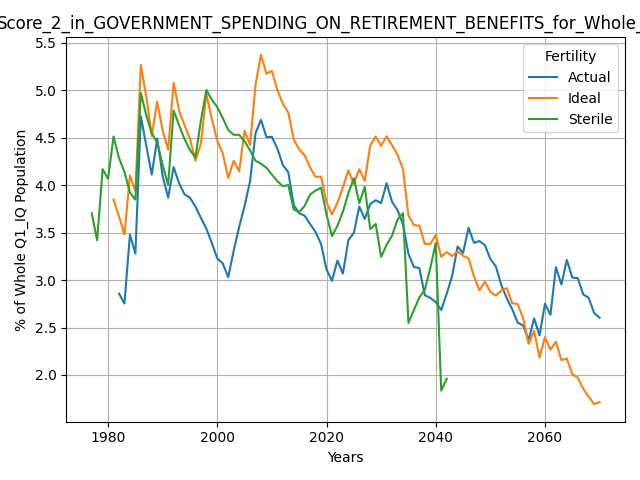 Score_2_in_GOVERNMENT_SPENDING_ON_RETIREMENT_BENEFITS_for_Whole_
Fertility
Actual
Ideal
Sterile
% of Whole Q1_IQ Population
5.5
5.0
4.5
4.0
3.5
3.0
2.5
2.0
1980 2000 2020 2040 2060
Years